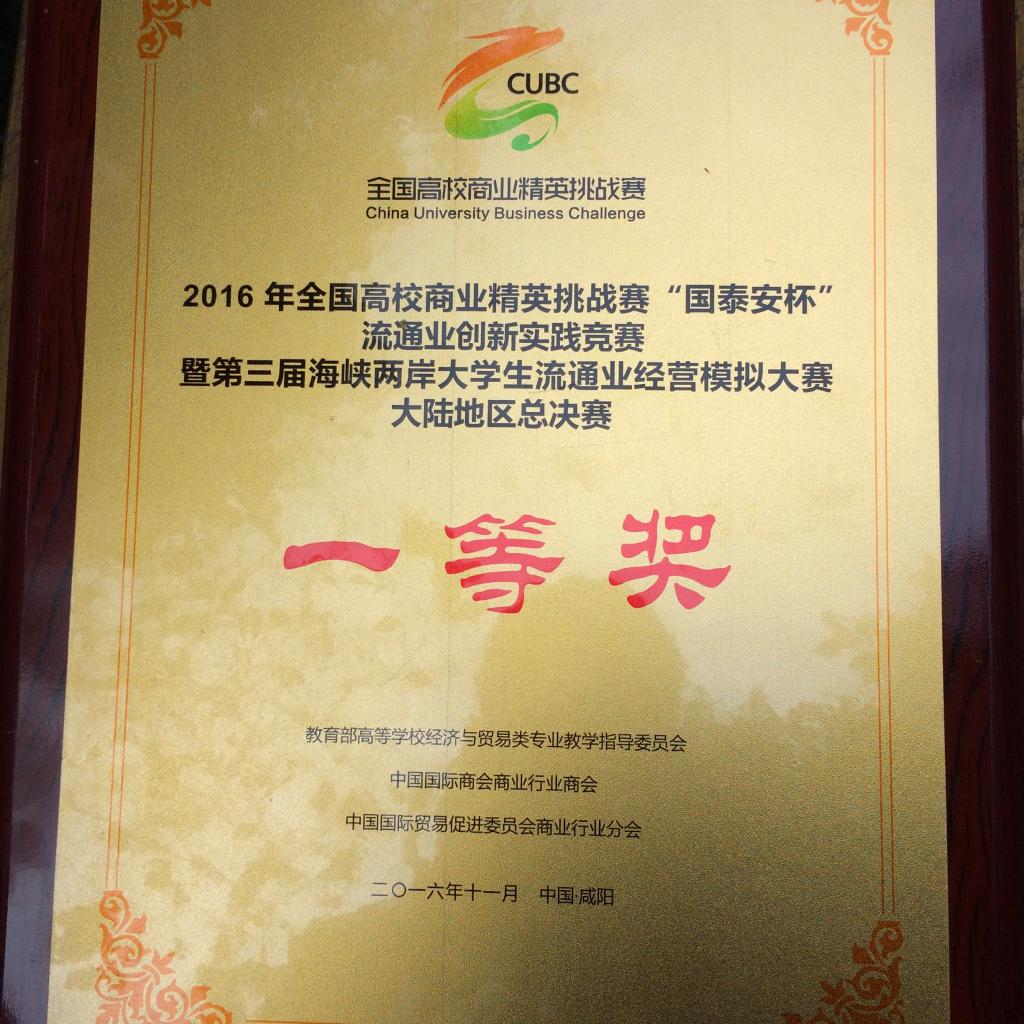 CUBC
全国高校商业精英挑战赛
China University Business Challenge
2016 年全国高校商业精英挑战赛“国泰安杯”
流通业创新实践竞赛
暨第三届海峡两岸大学生流通业经营模拟大赛
大陆地区总决赛
一等奖
教育部高等学校经济与贸易类专业教学指导委员会
中国国际商会商业行业商会
中国国际贸易促进委员会商业行业分会
二〇一六年十一月 中国·咸阳